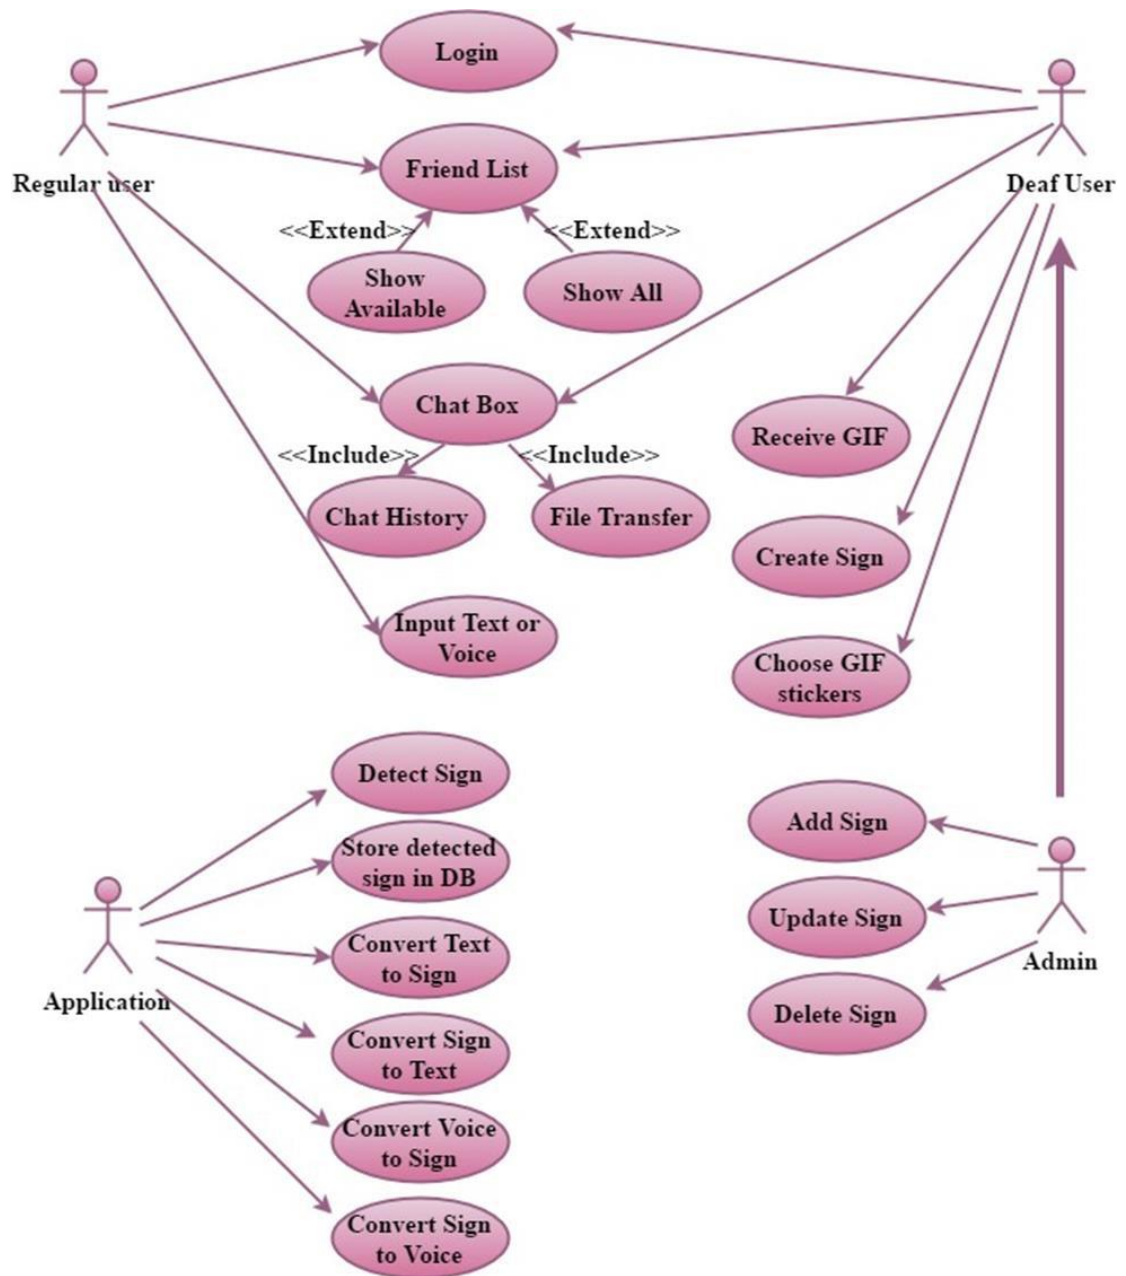 Login
Friend List
Regular user
Deaf User
<<Extend>>
<<Extend>>
Show
Available
Show All
Chat Box
Receive GIF
<<Include>>
<<Include>>
Chat History
File Transfer
Create Sign
Input Text or
Voice
Choose GIF
stickers
Detect Sign
Add Sign
Store detected
sign in DB
Update Sign
Convert Text
to Sign
Admin
Application
Delete Sign
Convert Sign
to Text
Convert Voice
to Sign
Convert Sign
to Voice